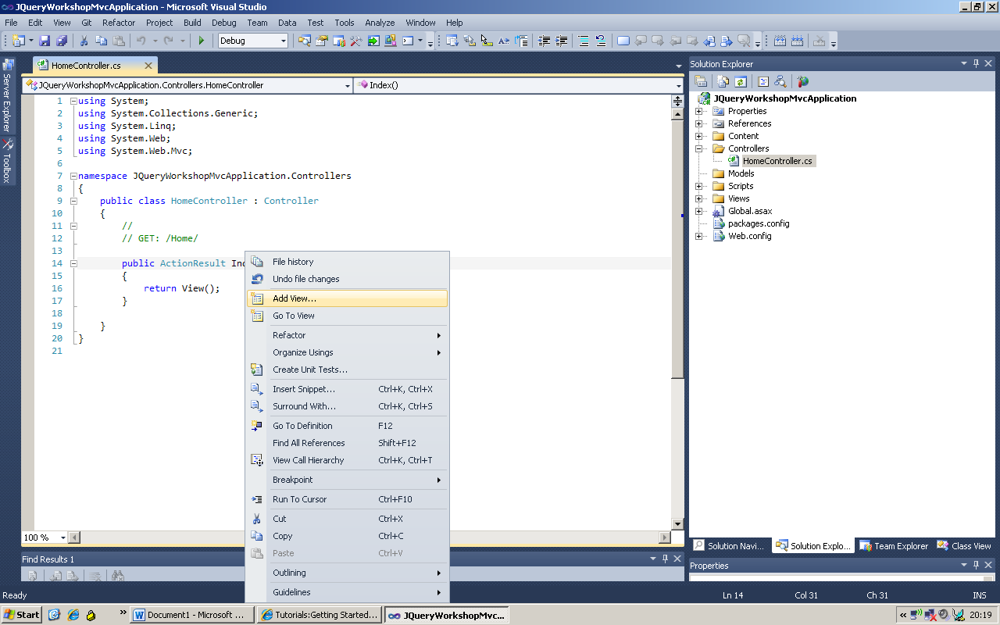 JQueryWorkshopMvcApplication - Microsoft Visual Studio
File Edit View Git Refactor Project Build Debug Team Data Test Tools Analyze Window Help
Debug
Server Explorer
Toolbox
HomeController.cs
JQueryWorkshopMvcApplication.Controllers.HomeController
Index()
1 using System;
2 using System.Collections.Generic;
3 using System.Linq;
4 using System.Web;
5 using System.Web.Mvc;
6
7 namespace JQueryWorkshopMvcApplication.Controllers
8 {
9 public class HomeController : Controller
10 {
11 //
12 // GET: /Home/
13
14 public ActionResult Ind
15 {
16 return View();
17 }
18
19 }
20 }
21
File history
Undo file changes
Add View...
Go To View
Refactor
Organize Usings
Create Unit Tests...
Insert Snippet... Ctrl+K, Ctrl+X
Surround With... Ctrl+K, Ctrl+S
Go To Definition F12
Find All References Shift+F12
View Call Hierarchy Ctrl+K, Ctrl+T
Breakpoint
Run To Cursor Ctrl+F10
Cut Ctrl+X
Copy Ctrl+C
Paste Ctrl+V
Outlining
Guidelines
100 %
Find Results 1
Solution Explorer
JQueryWorkshopMvcApplication
Properties
References
Content
Controllers
HomeController.cs
Models
Scripts
Views
Global.asax
packages.config
Web.config
Solution Navi... Solution Explo... Team Explorer Class View
Properties
Ready Ln 14 Col 31 Ch 31 INS
Start Document1 - Microsoft ... Tutorials:Getting Started... JQueryWorkshopMvc... 20:19